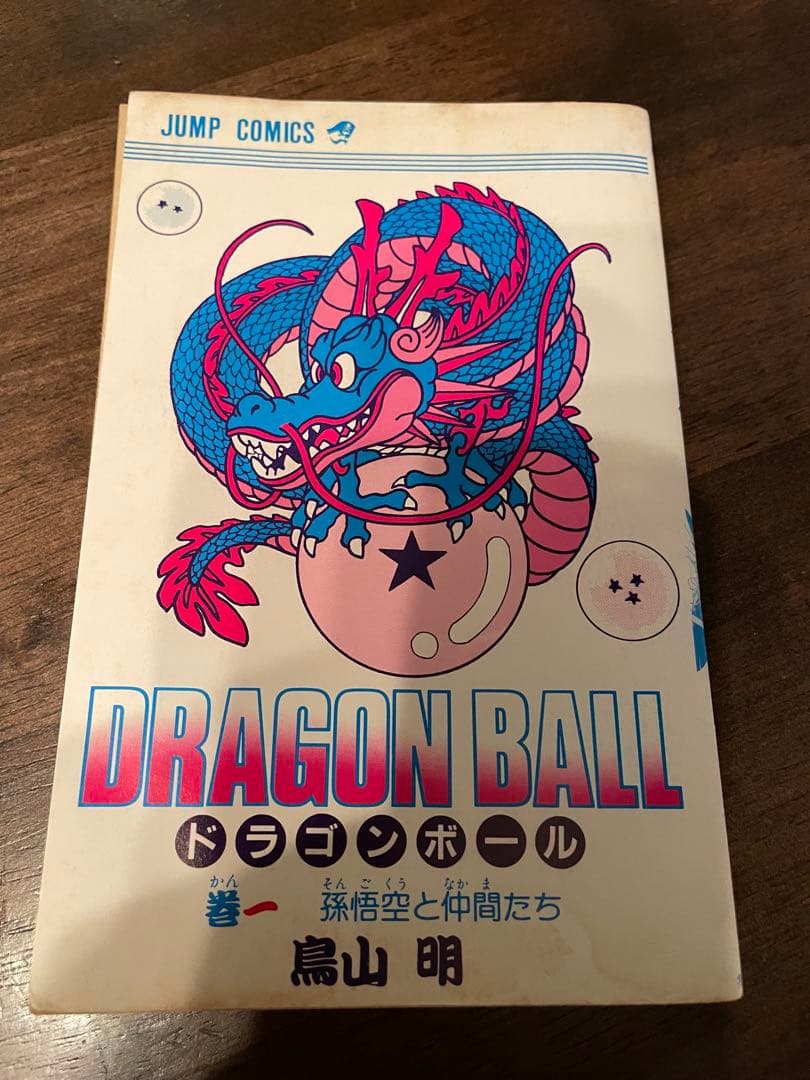 JUMP COMICS
DRAGON BALL
ドラゴンボール
かん そんごくう なかま
巻一 孫悟空と仲間たち
鳥山 明